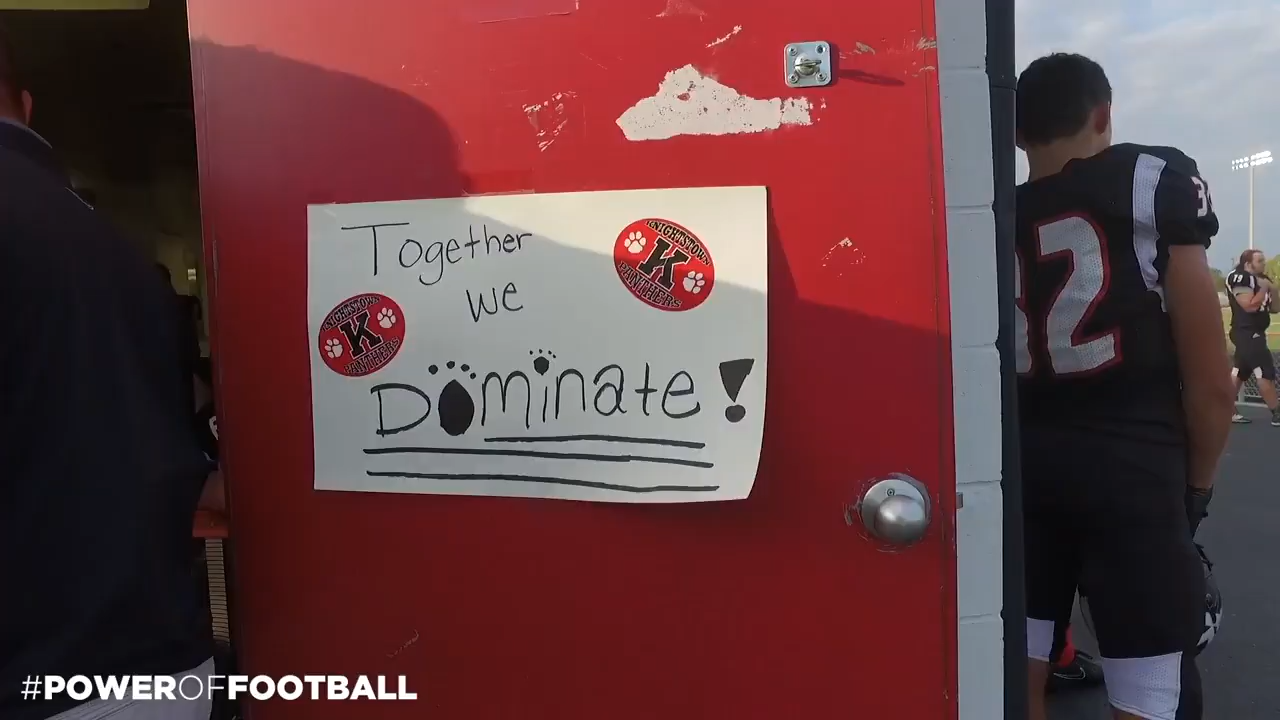 Together
we
Dominate!
KNIGHTSTOWN
K
PANTHERS
KNIGHTSTOWN
K
PANTHERS
32
#POWEROFFOOTBALL